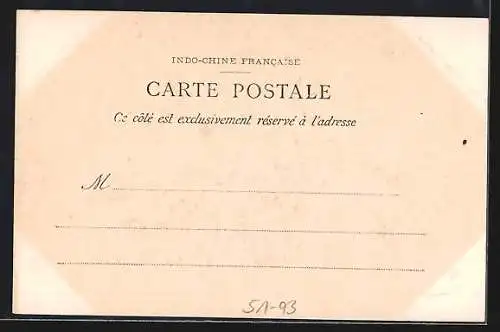 INDO-CHINE FRANÇAISE
CARTE POSTALE
Ce côté est exclusivement réservé à l'adresse
M
51-93